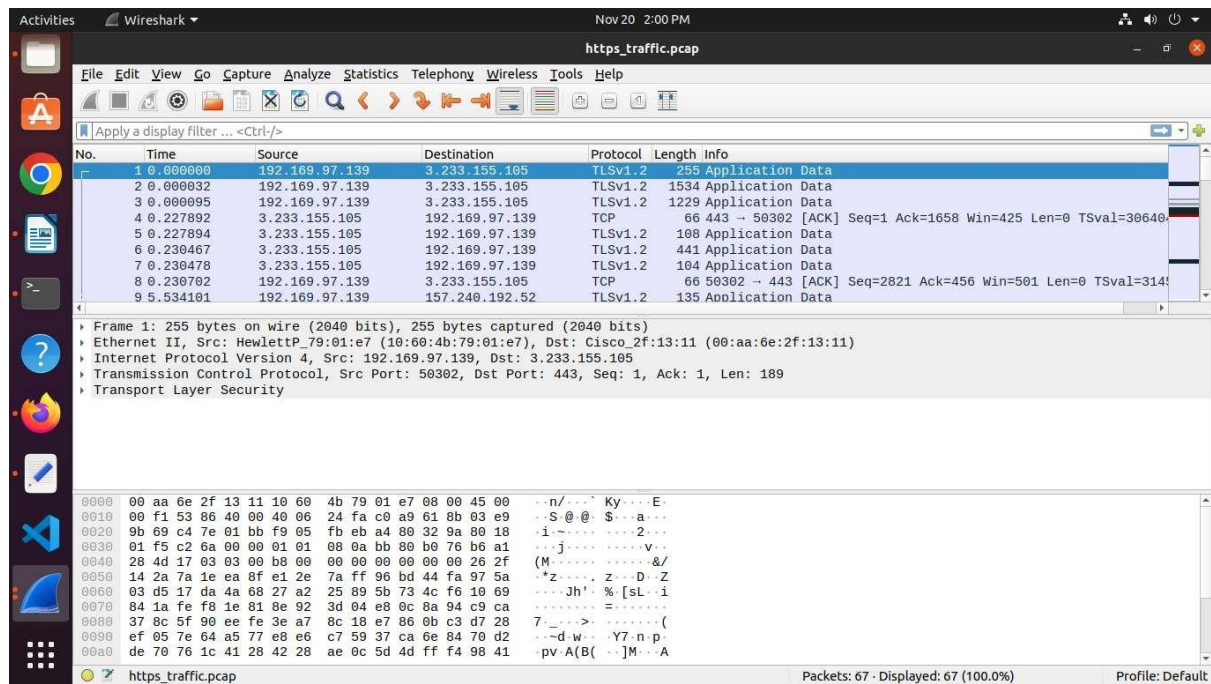 Activities Wireshark Nov 20 2:00 PM
https_traffic.pcap
File Edit View Go Capture Analyze Statistics Telephony Wireless Tools Help
Apply a display filter ... <Ctrl-/>
No. Time Source Destination Protocol Length Info
1 0.000000 192.169.97.139 3.233.155.105 TLSv1.2 255 Application Data
2 0.000032 192.169.97.139 3.233.155.105 TLSv1.2 1534 Application Data
3 0.000095 192.169.97.139 3.233.155.105 TLSv1.2 1229 Application Data
4 0.227892 3.233.155.105 192.169.97.139 TCP 66 443 → 50302 [ACK] Seq=1 Ack=1658 Win=425 Len=0 TSval=30640
5 0.227894 3.233.155.105 192.169.97.139 TLSv1.2 108 Application Data
6 0.230467 3.233.155.105 192.169.97.139 TLSv1.2 441 Application Data
7 0.230478 3.233.155.105 192.169.97.139 TLSv1.2 104 Application Data
8 0.230702 192.169.97.139 3.233.155.105 TCP 66 50302 → 443 [ACK] Seq=2821 Ack=456 Win=501 Len=0 TSval=314
9 5.534101 192.169.97.139 157.240.192.52 TLSv1.2 135 Application Data
Frame 1: 255 bytes on wire (2040 bits), 255 bytes captured (2040 bits)
Ethernet II, Src: HewlettP_79:01:e7 (10:60:4b:79:01:e7), Dst: Cisco_2f:13:11 (00:aa:6e:2f:13:11)
Internet Protocol Version 4, Src: 192.169.97.139, Dst: 3.233.155.105
Transmission Control Protocol, Src Port: 50302, Dst Port: 443, Seq: 1, Ack: 1, Len: 189
Transport Layer Security
0000 00 aa 6e 2f 13 11 10 60 4b 79 01 e7 08 00 45 00 ··n/···` Ky····E·
0010 00 f1 53 86 40 00 40 06 24 fa c0 a9 61 8b 03 e9 ··S·@·@· $···a···
0020 9b 69 c4 7e 01 bb f9 05 fb eb a4 80 32 9a 80 18 ·i·~···· ····2···
0030 01 f5 c2 6a 00 00 01 01 08 0a bb 80 b0 76 b6 a1 ···j···· ·····v··
0040 28 4d 17 03 03 00 b8 00 00 00 00 00 00 00 26 2f (M······ ······&/
0050 14 2a 7a 1e ea 8f e1 2e 7a ff 96 bd 44 fa 97 5a ·*z····. z···D··Z
0060 03 d5 17 da 4a 68 27 a2 25 89 5b 73 4c f6 10 69 ····Jh'· %·[sL··i
0070 84 1a fe f8 1e 81 8e 92 3d 04 e8 0c 8a 94 c9 ca ········ =·······
0080 37 8c 5f 90 ee fe 3e a7 8c 18 e7 86 0b c3 d7 28 7·_···>· ·······(
0090 ef 05 7e 64 a5 77 e8 e6 c7 59 37 ca 6e 84 70 d2 ··~d·w·· ·Y7·n·p·
00a0 de 70 76 1c 41 28 42 28 ae 0c 5d 4d ff f4 98 41 ·pv·A(B( ··]M···A
https_traffic.pcap Packets: 67 · Displayed: 67 (100.0%) Profile: Default